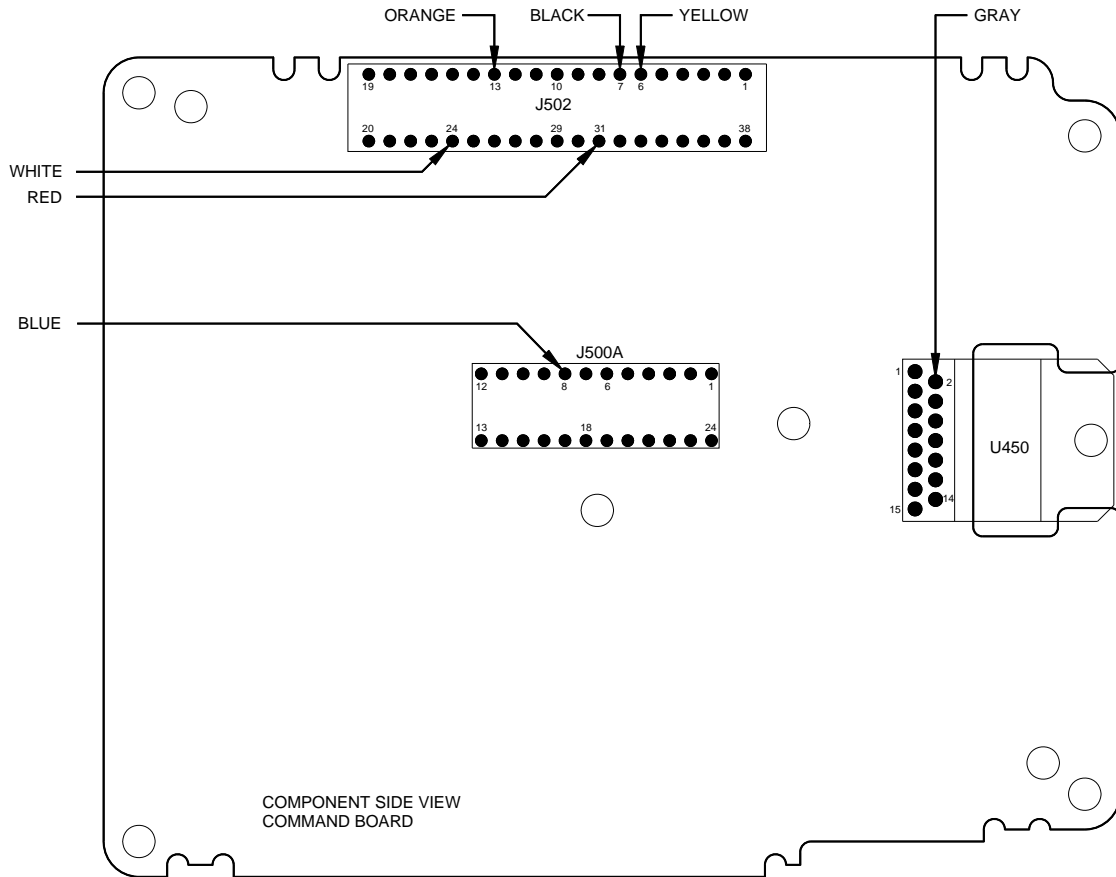 ORANGE BLACK YELLOW GRAY
19 13 10 7 6 1
J502
20 24 29 31 38
WHITE
RED
BLUE
J500A
12 8 6 1
13 18 24
1 2
U450
14
15
COMPONENT SIDE VIEW
COMMAND BOARD